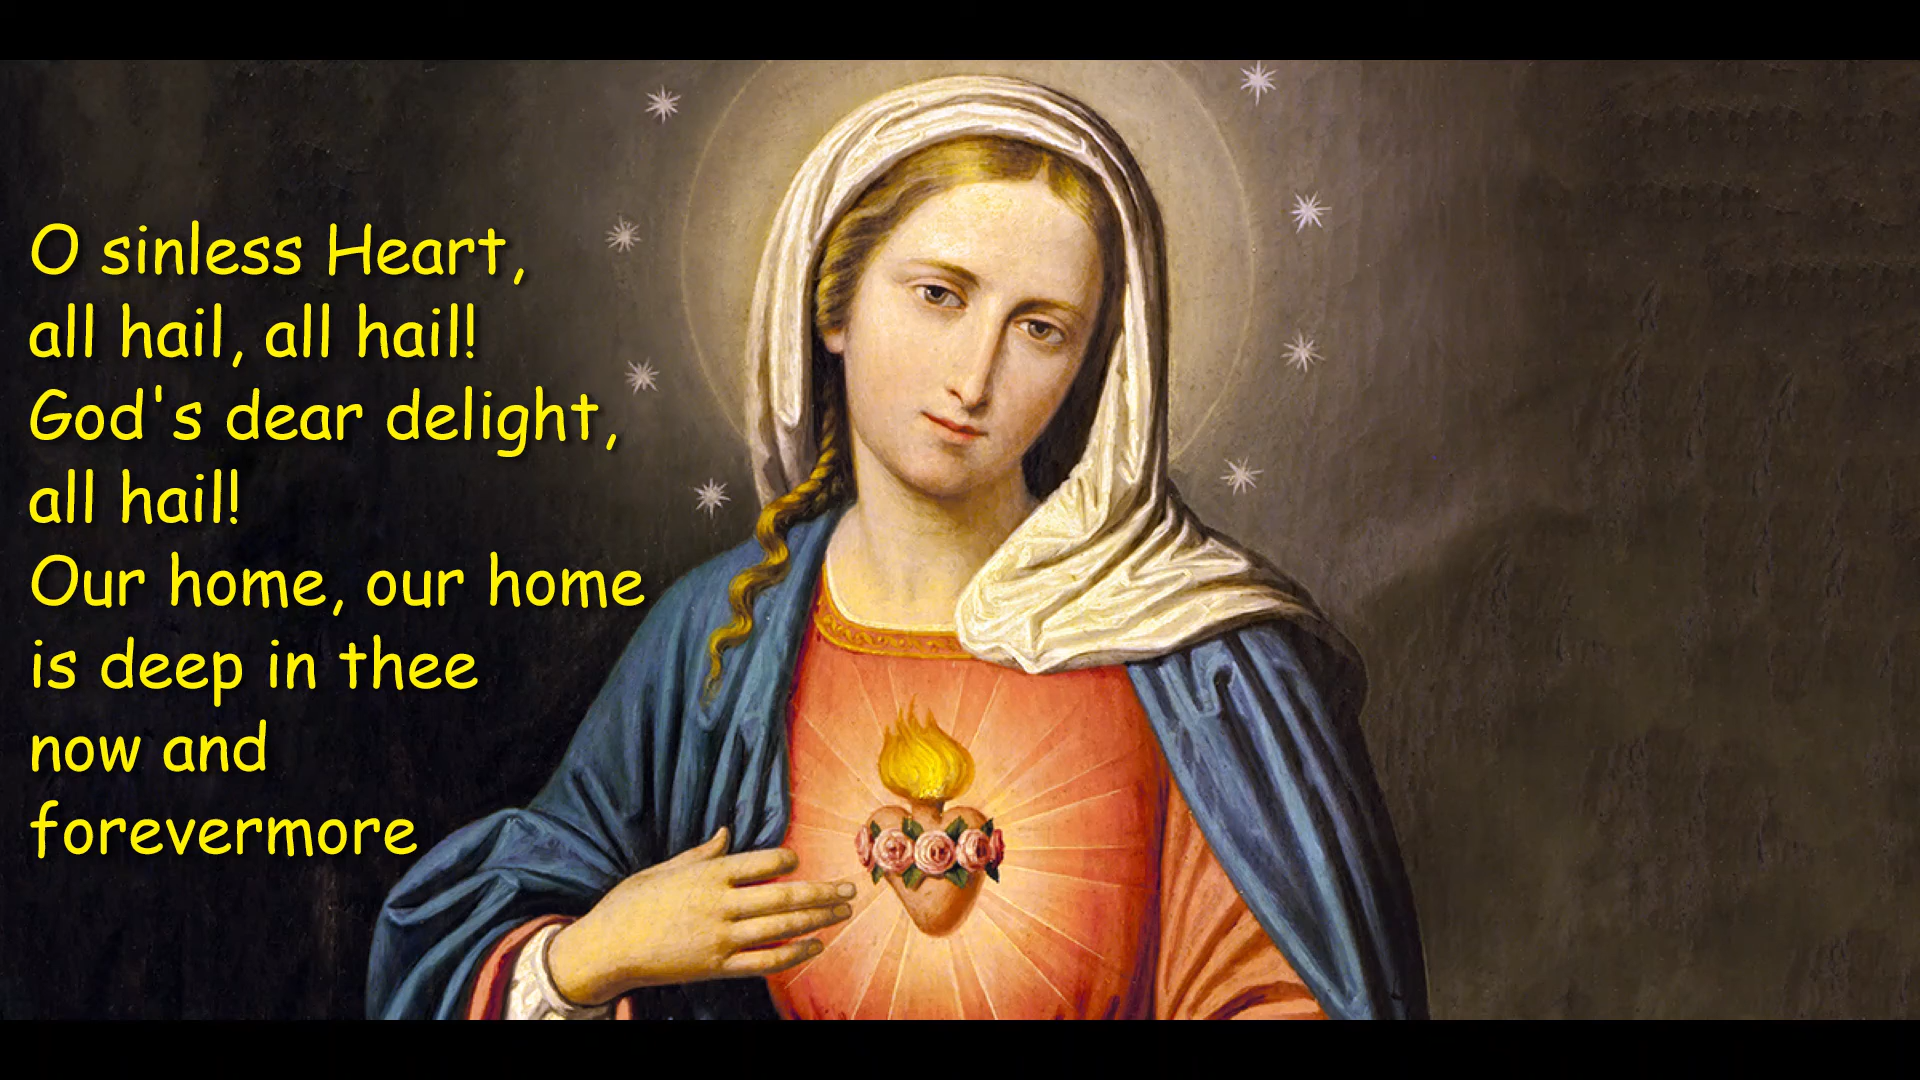 O sinless Heart,
all hail, all hail!
God's dear delight,
all hail!
Our home, our home
is deep in thee
now and
forevermore